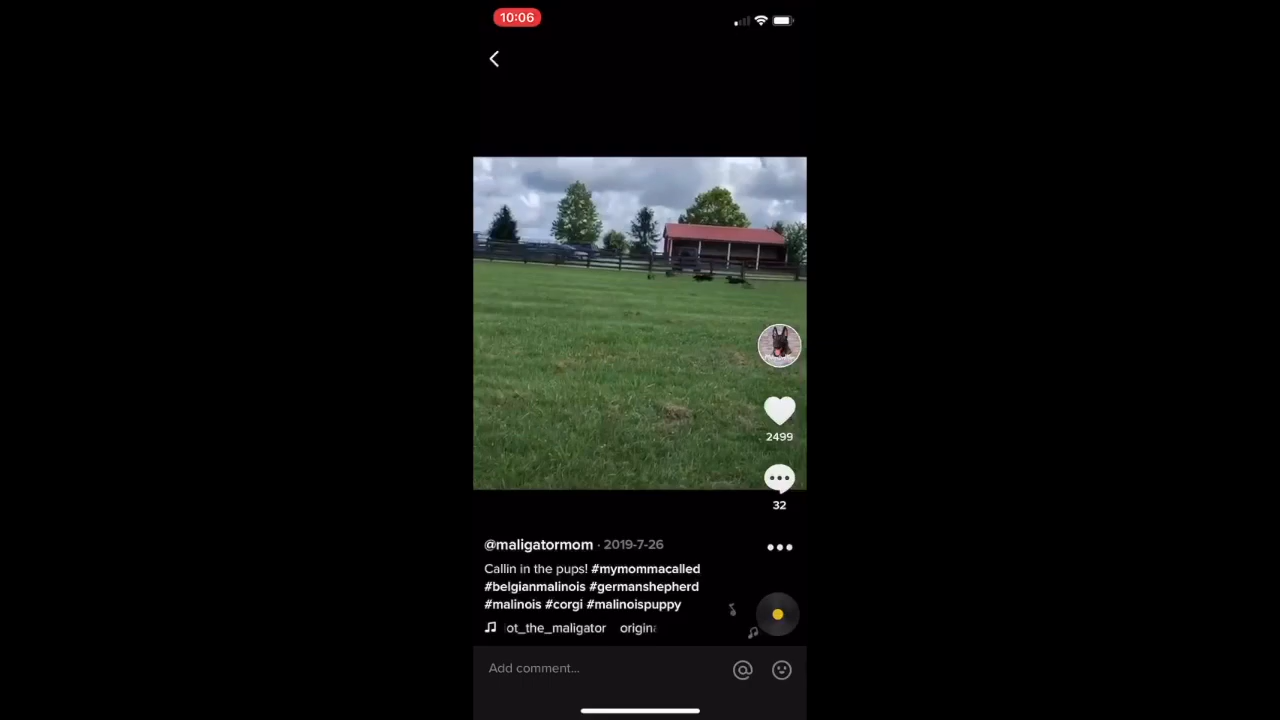 10:06
2499
32
@maligatormom · 2019-7-26
Callin in the pups! #mymommacalled
#belgianmalinois #germanshepherd
#malinois #corgi #malinoispuppy
ot_the_maligator origina
Add comment...